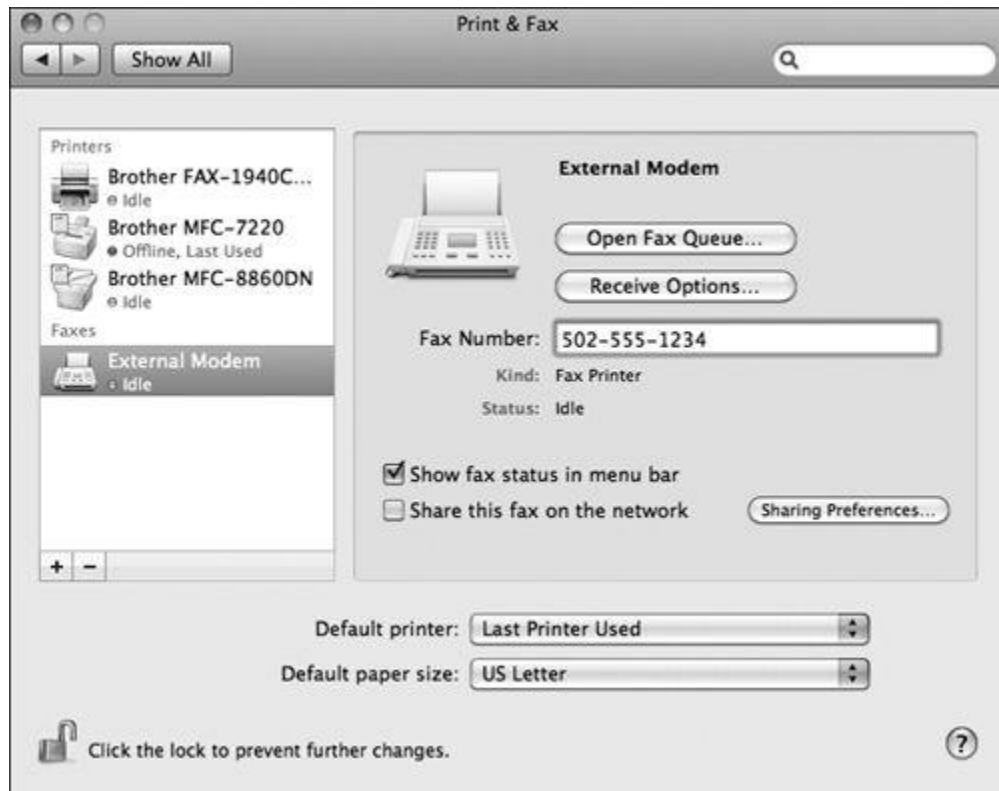 Print & Fax
Show All
Printers
Brother FAX-1940C...
Idle
Brother MFC-7220
Offline, Last Used
Brother MFC-8860DN
Idle
Faxes
External Modem
Idle
External Modem
Open Fax Queue...
Receive Options...
Fax Number: 502-555-1234
Kind: Fax Printer
Status: Idle
Show fax status in menu bar
Share this fax on the network
Sharing Preferences...
+ −
Default printer: Last Printer Used
Default paper size: US Letter
Click the lock to prevent further changes.
?